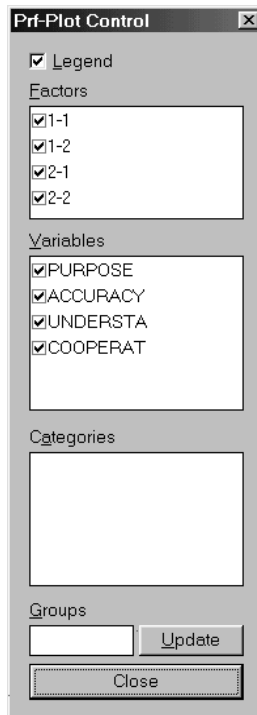 Prf-Plot Control
Legend
Factors
1-1
1-2
2-1
2-2
Variables
PURPOSE
ACCURACY
UNDERSTA
COOPERAT
Categories
Groups
Update
Close